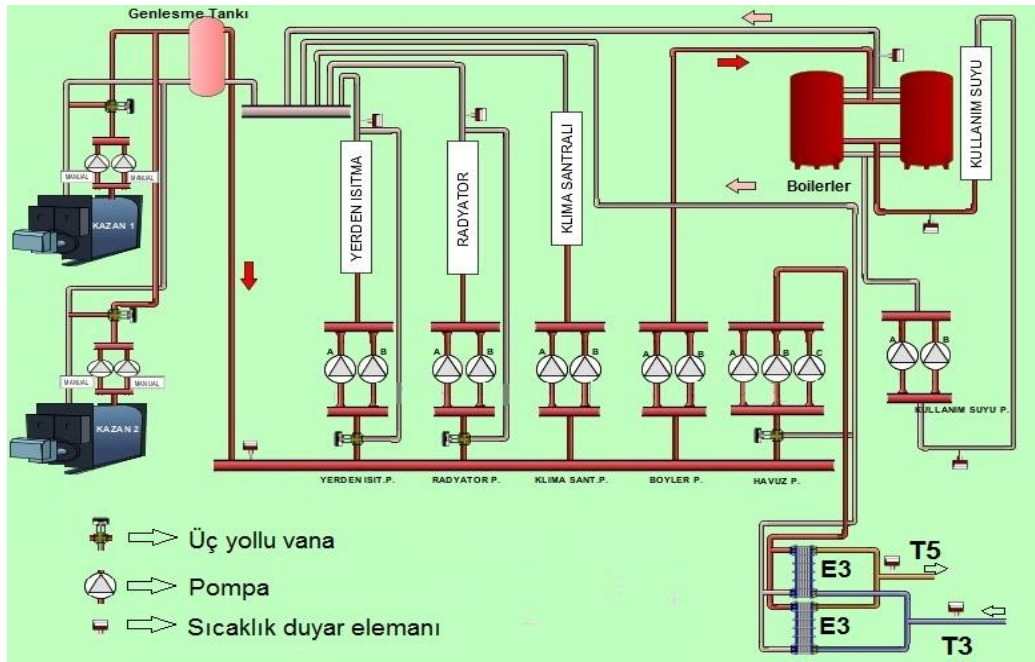 Genlesme Tankı
MANUAL
MANUAL
KAZAN 1
MANUAL
MANUAL
KAZAN 2
YERDEN ISITMA
RADYATOR
KLIMA SANTRALI
Boilerler
KULLANIM SUYU
A
B
A
B
A
B
A
B
A
B
C
A
B
YERDEN ISIT.P.
RADYATOR P.
KLIMA SANT.P.
BOYLER P.
HAVUZ P.
KULLANIM SUYU P.
Üç yollu vana
Pompa
Sıcaklık duyar elemanı
E3
T5
E3
T3